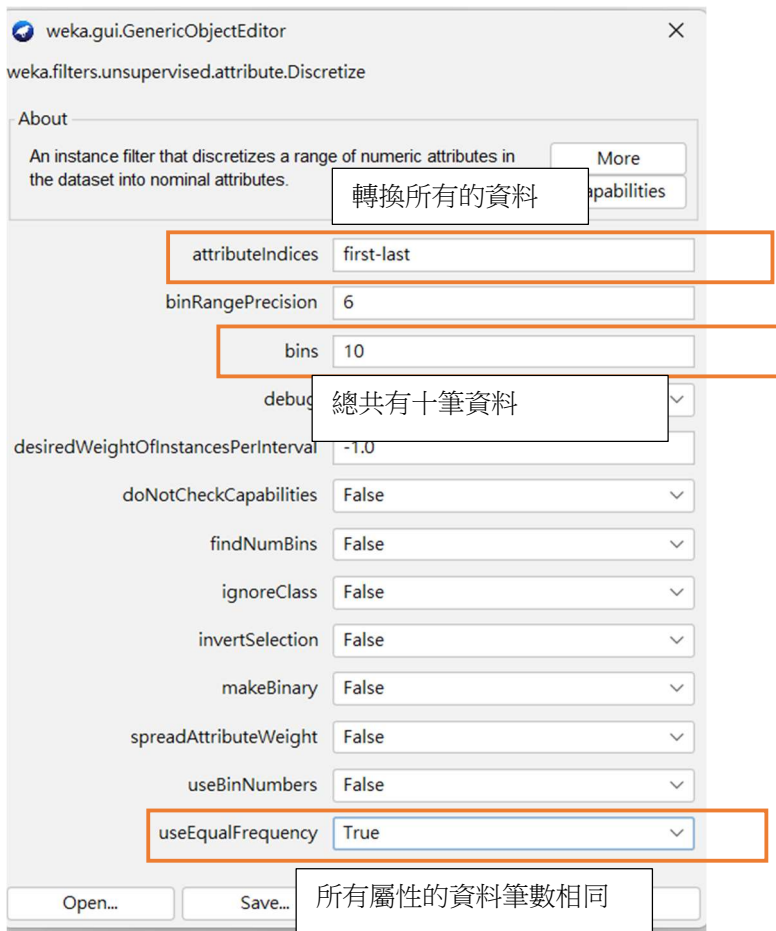 weka.gui.GenericObjectEditor
weka.filters.unsupervised.attribute.Discretize
About
An instance filter that discretizes a range of numeric attributes in
the dataset into nominal attributes.
More
轉換所有的資料
apabilities
attributeIndices first-last
binRangePrecision 6
bins 10
debug
總共有十筆資料
desiredWeightOfInstancesPerInterval -1.0
doNotCheckCapabilities False
findNumBins False
ignoreClass False
invertSelection False
makeBinary False
spreadAttributeWeight False
useBinNumbers False
useEqualFrequency True
所有屬性的資料筆數相同
Open... Save...